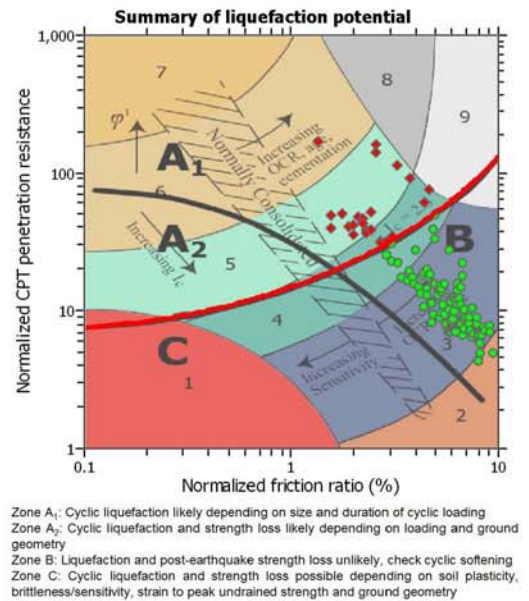 Summary of liquefaction potential
1,000
7
8
9
φ'
Normally Consolidated
Increasing
OCR, age,
cementation
100
A1
6
A2
Increasing Ic
5
B
10
4
3
C
1
Increasing
Sensitivity
2
1
0.1
1
10
Normalized CPT penetration resistance
Normalized friction ratio (%)
Zone A1: Cyclic liquefaction likely depending on size and duration of cyclic loading
Zone A2: Cyclic liquefaction and strength loss likely depending on loading and ground
geometry
Zone B: Liquefaction and post-earthquake strength loss unlikely, check cyclic softening
Zone C: Cyclic liquefaction and strength loss possible depending on soil plasticity,
brittleness/sensitivity, strain to peak undrained strength and ground geometry